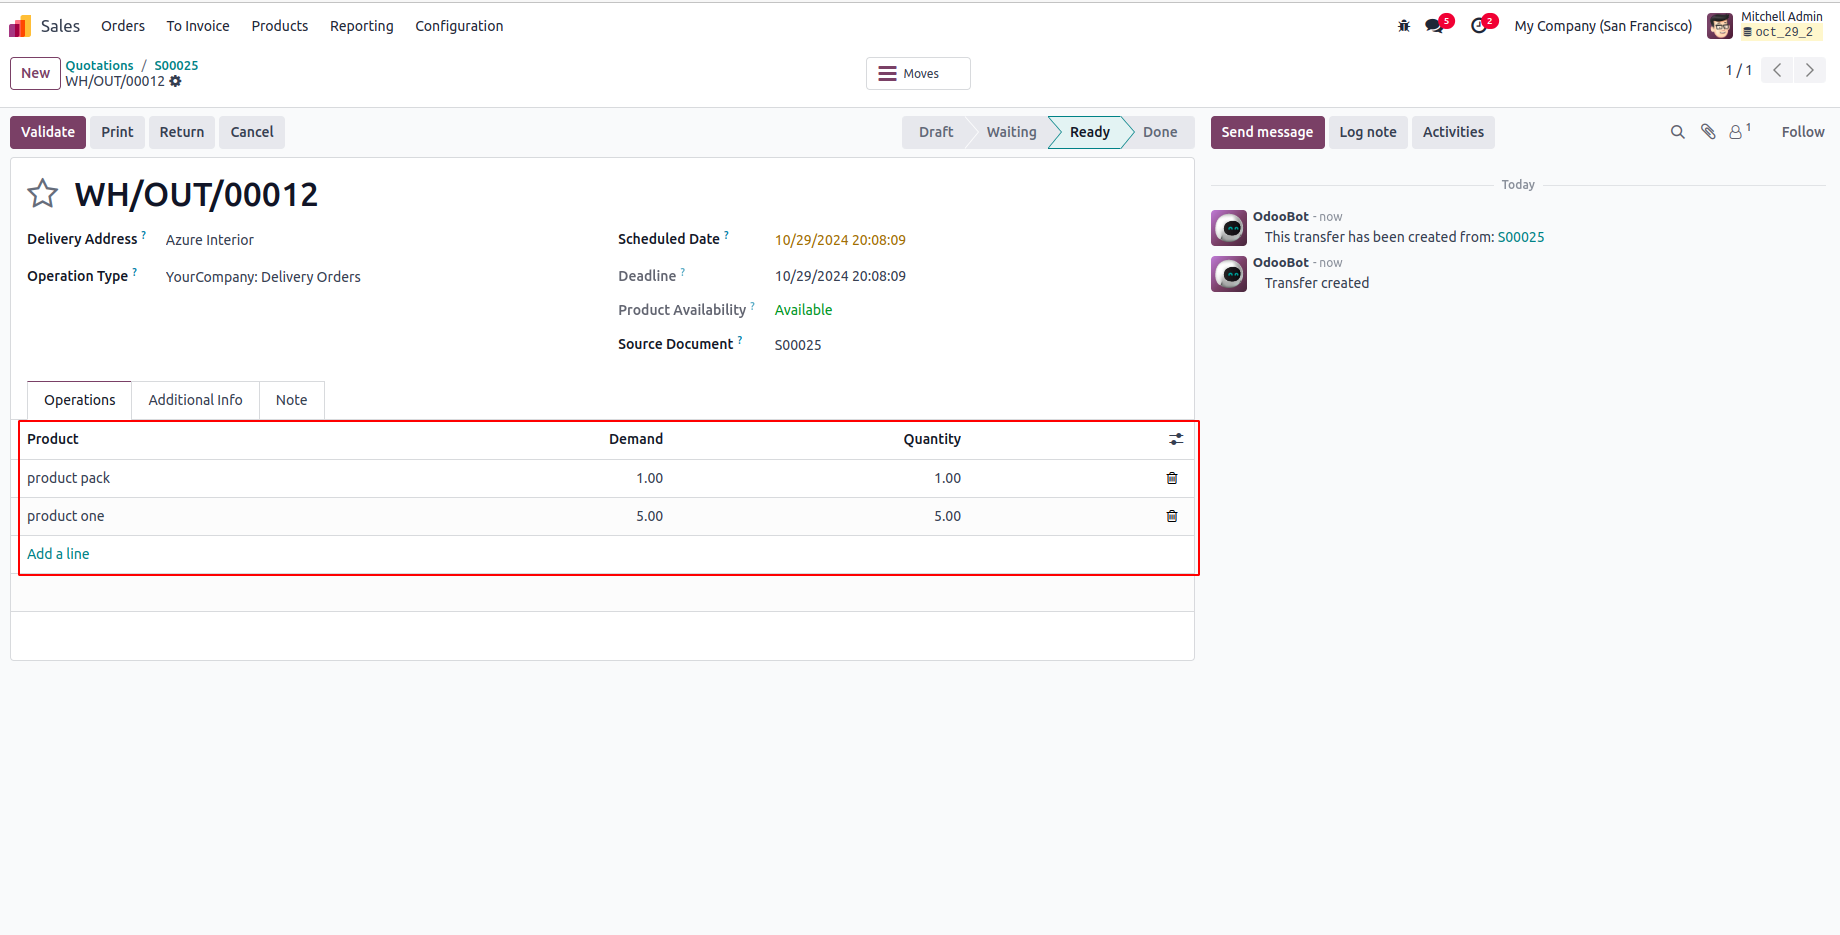 Sales Orders To Invoice Products Reporting Configuration 5 2 My Company (San Francisco) Mitchell Admin
oct_29_2
New Quotations / S00025 Moves 1 / 1
WH/OUT/00012
Validate Print Return Cancel Draft Waiting Ready Done Send message Log note Activities 1 Follow
WH/OUT/00012
Today
Delivery Address ? Azure Interior Scheduled Date ? 10/29/2024 20:08:09
OdooBot - now
This transfer has been created from: S00025
Operation Type ? YourCompany: Delivery Orders Deadline ? 10/29/2024 20:08:09
OdooBot - now
Transfer created
Product Availability ? Available
Source Document ? S00025
Operations Additional Info Note
Product Demand Quantity
product pack 1.00 1.00
product one 5.00 5.00
Add a line